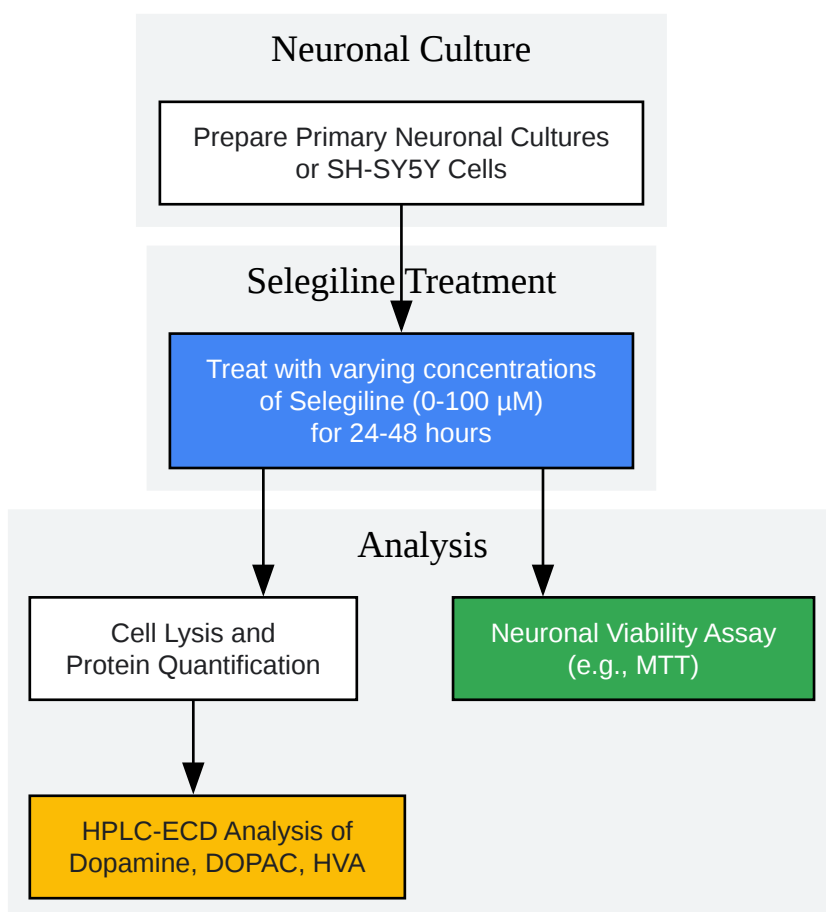 Neuronal Culture
Prepare Primary Neuronal Cultures
or SH-SY5Y Cells
Selegiline Treatment
Treat with varying concentrations
of Selegiline (0-100 µM)
for 24-48 hours
Analysis
Cell Lysis and
Protein Quantification
Neuronal Viability Assay
(e.g., MTT)
HPLC-ECD Analysis of
Dopamine, DOPAC, HVA